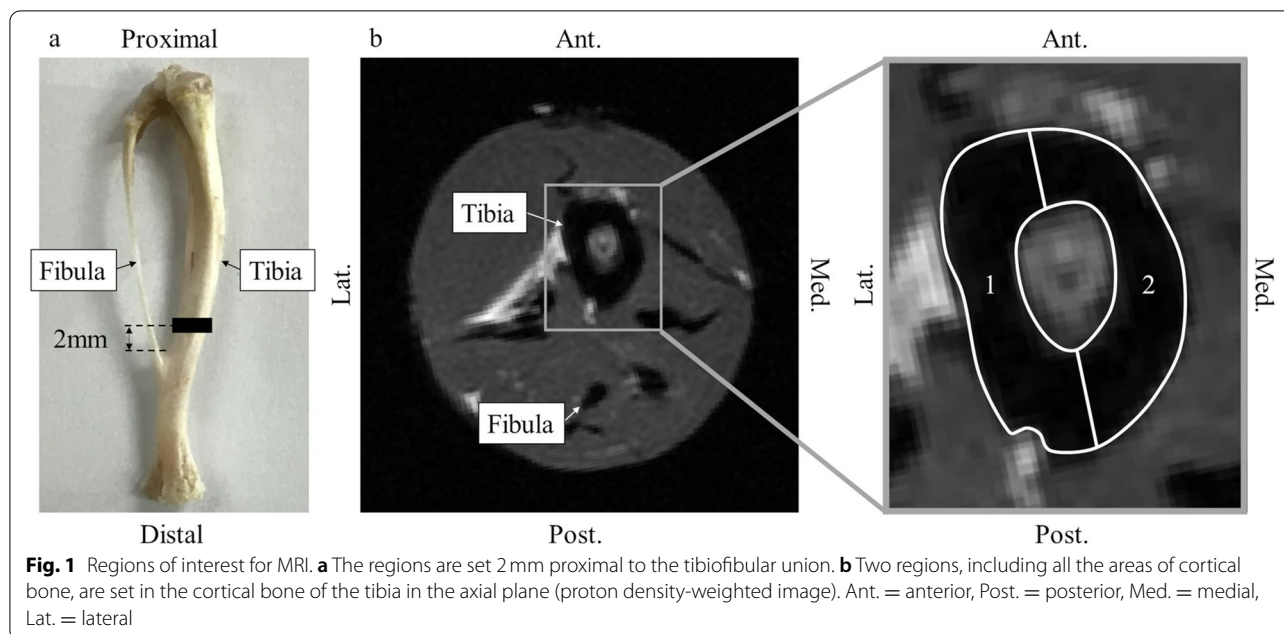 a
Proximal
b
Ant.
Ant.
Tibia
Fibula
Tibia
Lat.
Med.
Lat.
1
2
Med.
2mm
Fibula
Distal
Post.
Post.
Fig. 1 Regions of interest for MRI. a The regions are set 2 mm proximal to the tibiofibular union. b Two regions, including all the areas of cortical
bone, are set in the cortical bone of the tibia in the axial plane (proton density-weighted image). Ant. = anterior, Post. = posterior, Med. = medial,
Lat. = lateral